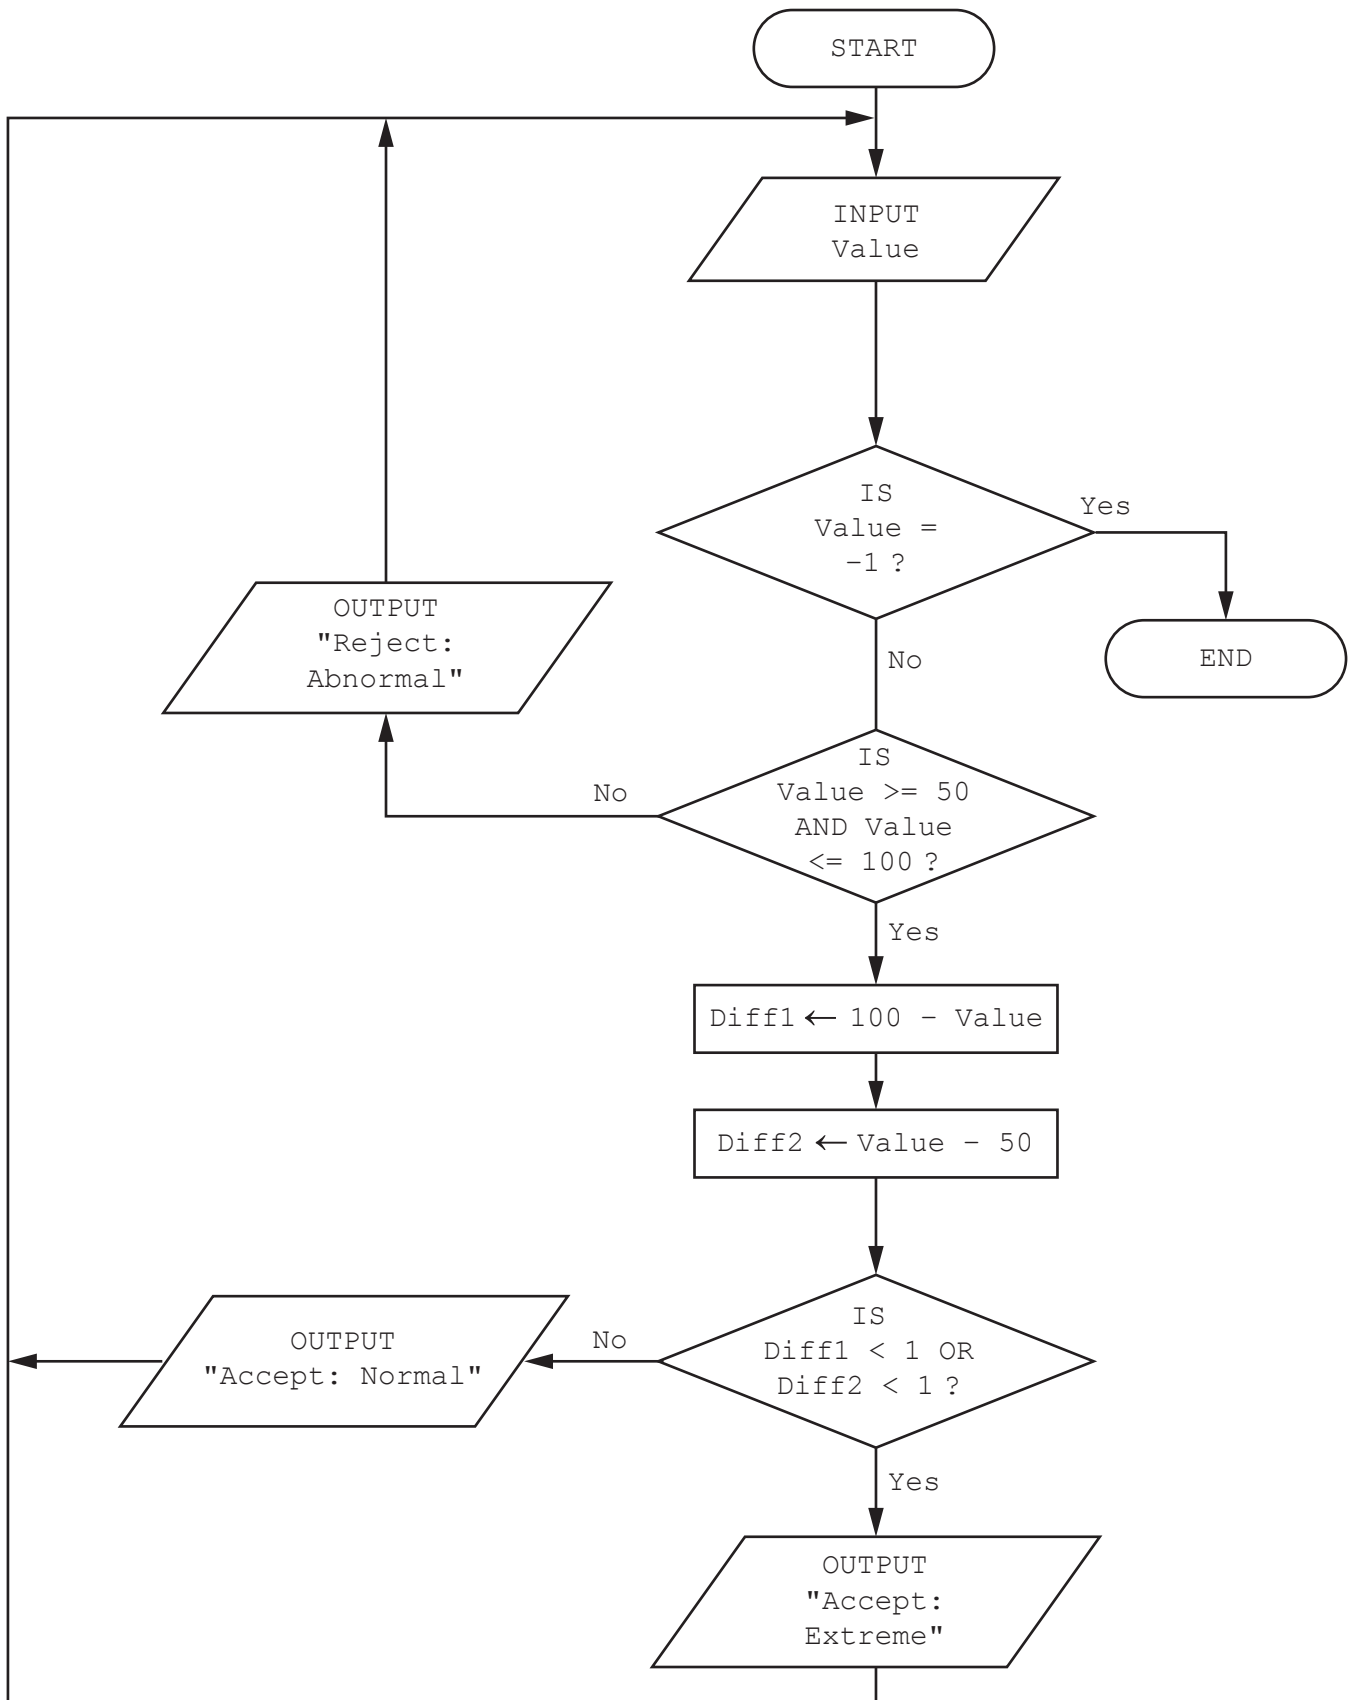 START
INPUT
Value
IS
Value =
–1 ?
Yes
END
No
OUTPUT
"Reject:
Abnormal"
No
IS
Value >= 50
AND Value
<= 100 ?
Yes
Diff1 ← 100 – Value
Diff2 ← Value – 50
IS
Diff1 < 1 OR
Diff2 < 1 ?
No
OUTPUT
"Accept: Normal"
Yes
OUTPUT
"Accept:
Extreme"